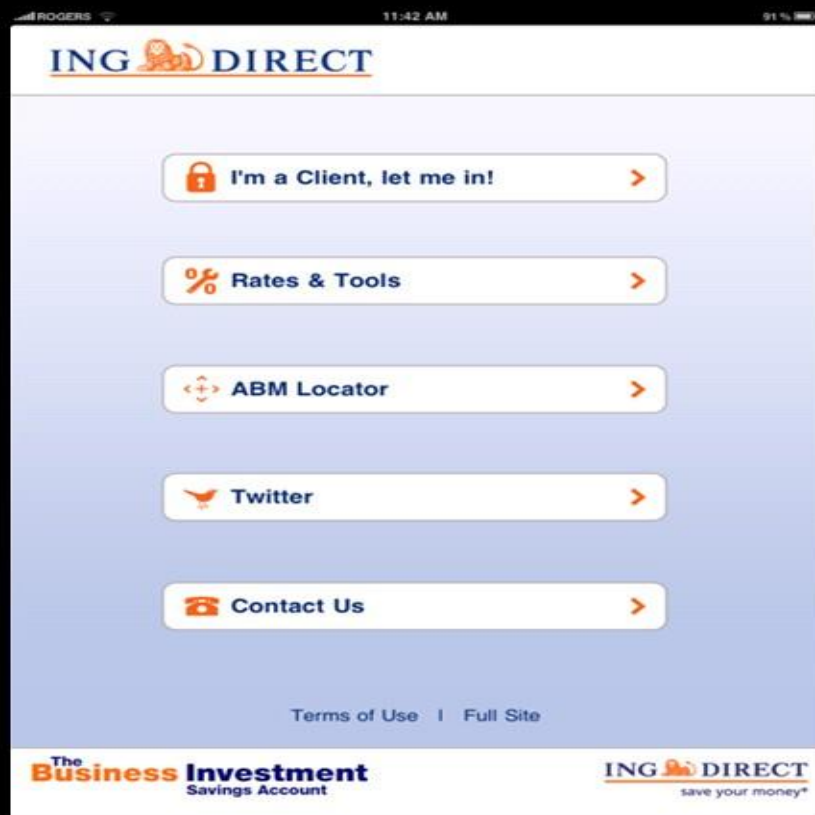 ROGERS 11:42 AM 91 %
ING DIRECT
I'm a Client, let me in!
Rates & Tools
ABM Locator
Twitter
Contact Us
Terms of Use | Full Site
The
Business Investment
Savings Account
ING DIRECT
save your money*